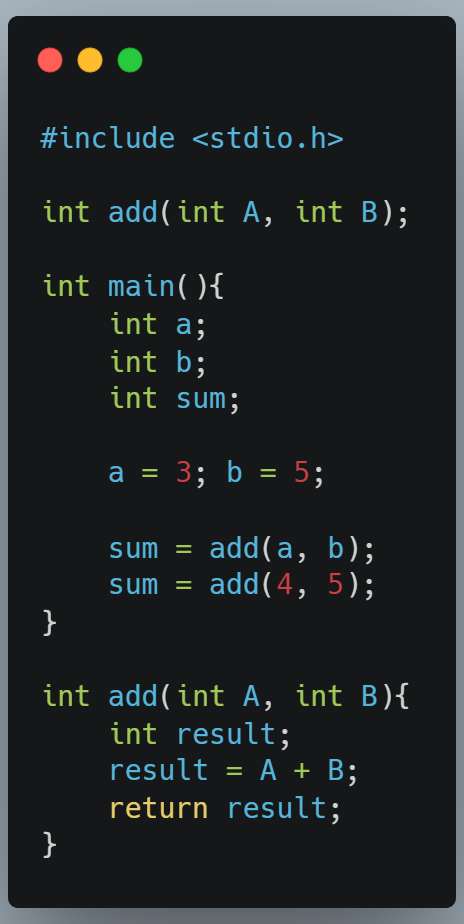 #include <stdio.h>
int add(int A, int B);
int main(){
    int a;
    int b;
    int sum;
    a = 3; b = 5;
    sum = add(a, b);
    sum = add(4, 5);
}
int add(int A, int B){
    int result;
    result = A + B;
    return result;
}